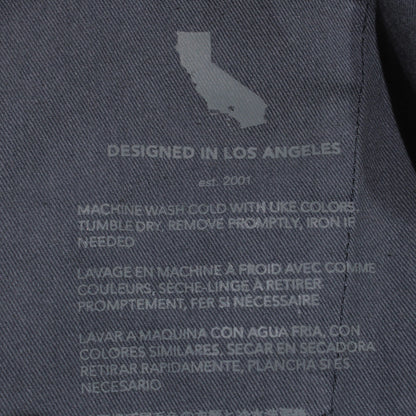 DESIGNED IN LOS ANGELES
est. 2001
MACHINE WASH COLD WITH LIKE COLORS,
TUMBLE DRY, REMOVE PROMPTLY, IRON IF
NEEDED
LAVAGE EN MACHINE À FROID AVEC COMME
COULEURS, SÈCHE-LINGE À RETIRER
PROMPTEMENT, FER SI NÉCESSAIRE
LAVAR A MAQUINA CON AGUA FRIA, CON
COLORES SIMILARES, SECAR EN SECADORA
RETIRAR RAPIDAMENTE, PLANCHA SI ES
NECESARIO